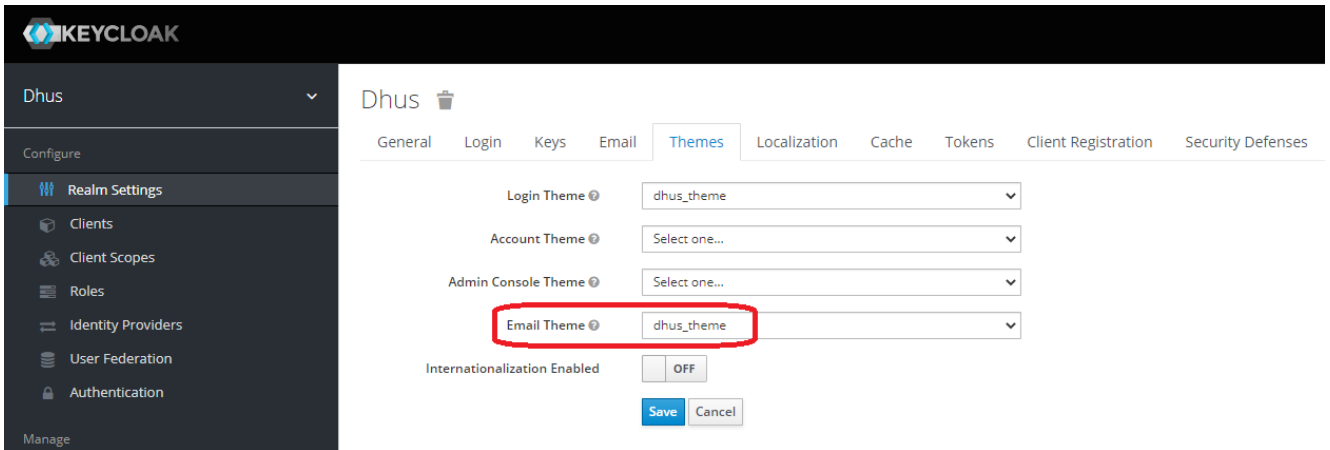 KEYCLOAK
Dhus
Configure
Realm Settings
Clients
Client Scopes
Roles
Identity Providers
User Federation
Authentication
Manage
Dhus
General Login Keys Email Themes Localization Cache Tokens Client Registration Security Defenses
Login Theme ? dhus_theme
Account Theme ? Select one...
Admin Console Theme ? Select one...
Email Theme ? dhus_theme
Internationalization Enabled OFF
Save Cancel